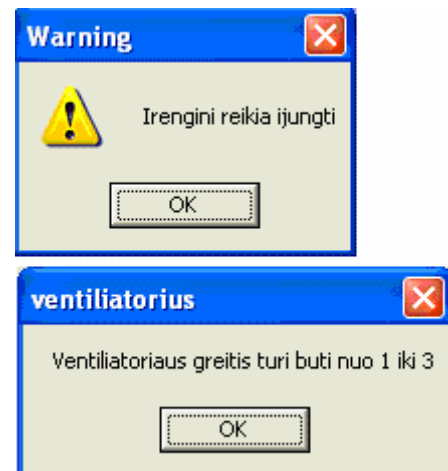 Warning
Irengini reikia ijungti
OK
ventiliatorius
Ventiliatoriaus greitis turi buti nuo 1 iki 3
OK